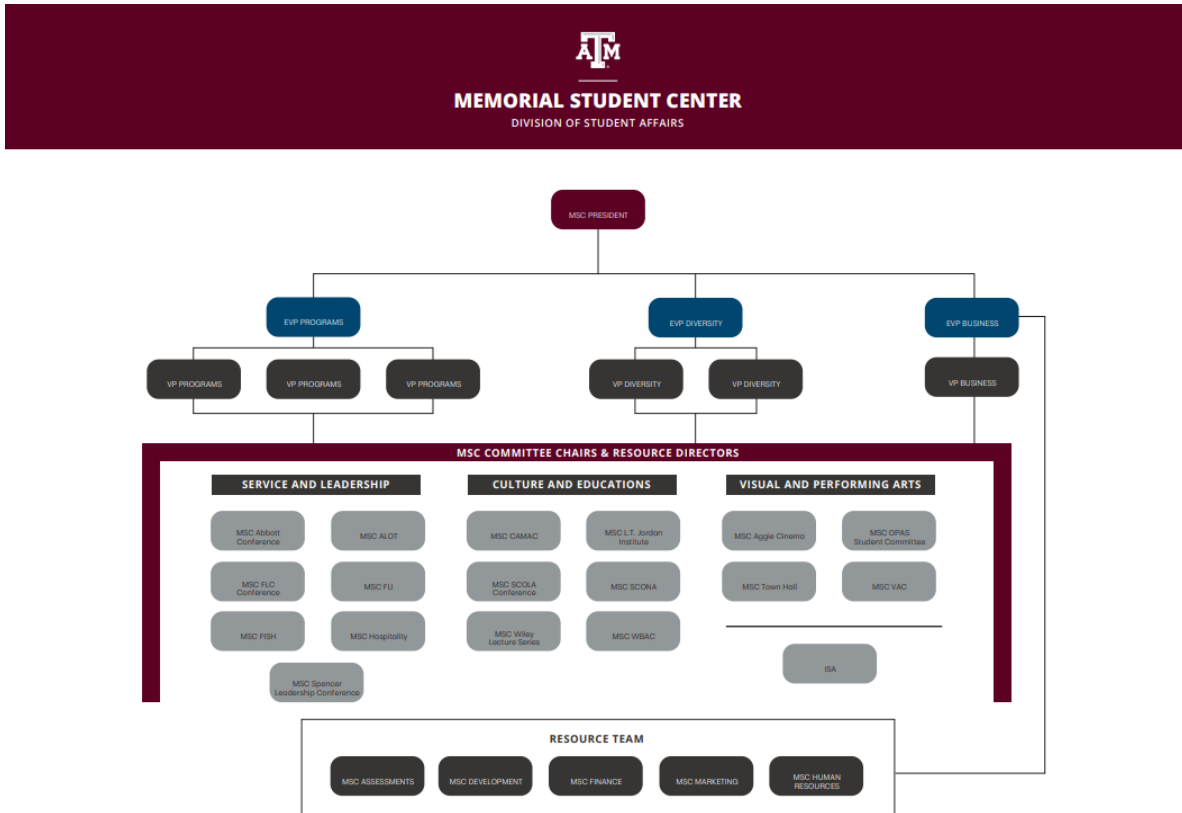 ATM
MEMORIAL STUDENT CENTER
DIVISION OF STUDENT AFFAIRS
MSC PRESIDENT
EVP PROGRAMS
EVP DIVERSITY
EVP BUSINESS
VP PROGRAMS
VP PROGRAMS
VP PROGRAMS
VP DIVERSITY
VP DIVERSITY
VP BUSINESS
MSC COMMITTEE CHAIRS & RESOURCE DIRECTORS
SERVICE AND LEADERSHIP
MSC Abbott
Conference
MSC ALOT
MSC FLC
Conference
MSC FLI
MSC FISH
MSC Hospitality
MSC Spencer
Leadership Conference
CULTURE AND EDUCATIONS
MSC CAMAC
MSC L.T. Jordan
Institute
MSC SCOLA
Conference
MSC SCONA
MSC Wiley
Lecture Series
MSC WBAC
VISUAL AND PERFORMING ARTS
MSC Aggie Cinema
MSC OPAS
Student Committee
MSC Town Hall
MSC VAC
ISA
RESOURCE TEAM
MSC ASSESSMENTS
MSC DEVELOPMENT
MSC FINANCE
MSC MARKETING
MSC HUMAN
RESOURCES